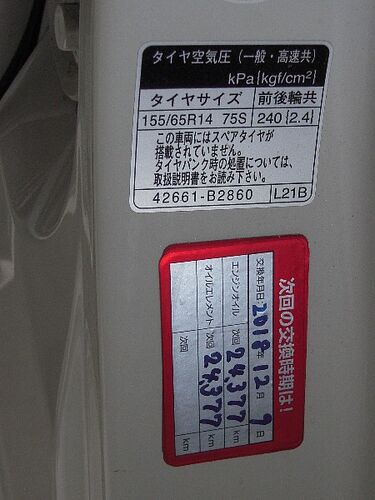 タイヤ空気圧（一般・高速共）
kPa{kgf/cm²}
タイヤサイズ 前後輪共
155/65R14 75S 240{2.4}
この車両にはスペアタイヤが
搭載されていません。
タイヤパンク時の処置については、
取扱説明書をお読み下さい。
42661-B2860 L21B
次回の交換時期は!
交換年月日 2018年 12月 9日
エンジンオイル 次回 24,377 km
オイルエレメント 次回 24,377 km
次回 km